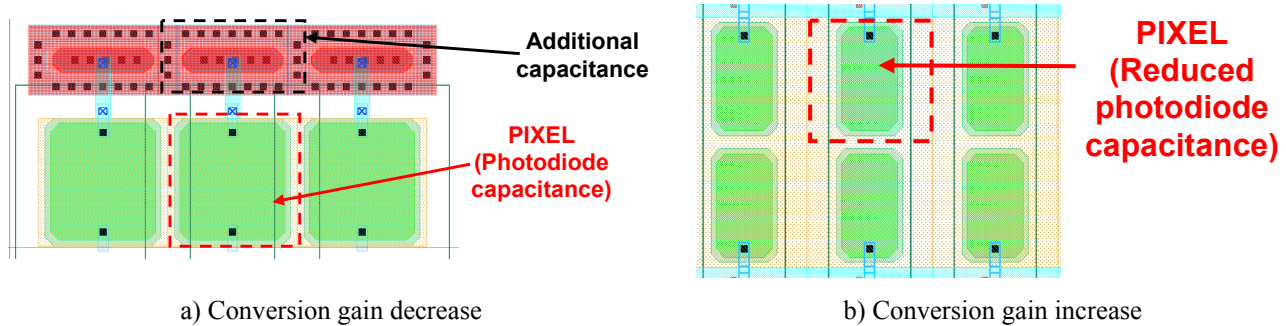 Additional
capacitance
PIXEL
(Photodiode
capacitance)
a) Conversion gain decrease
PIXEL
(Reduced
photodiode
capacitance)
b) Conversion gain increase